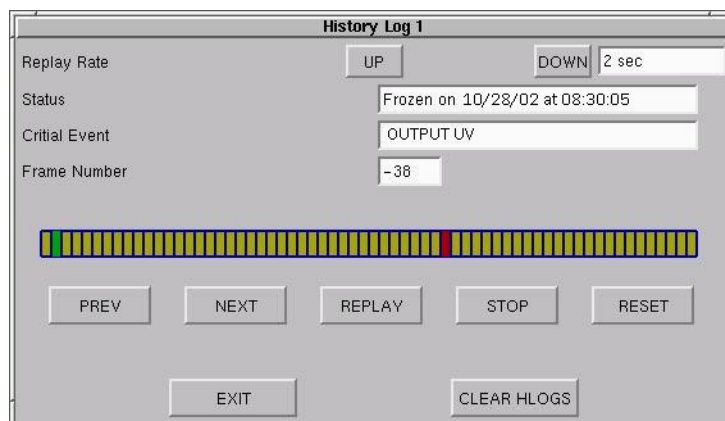 History Log 1
Replay Rate UP DOWN 2 sec
Status Frozen on 10/28/02 at 08:30:05
Critial Event OUTPUT UV
Frame Number -38
PREV NEXT REPLAY STOP RESET
EXIT CLEAR HLOGS